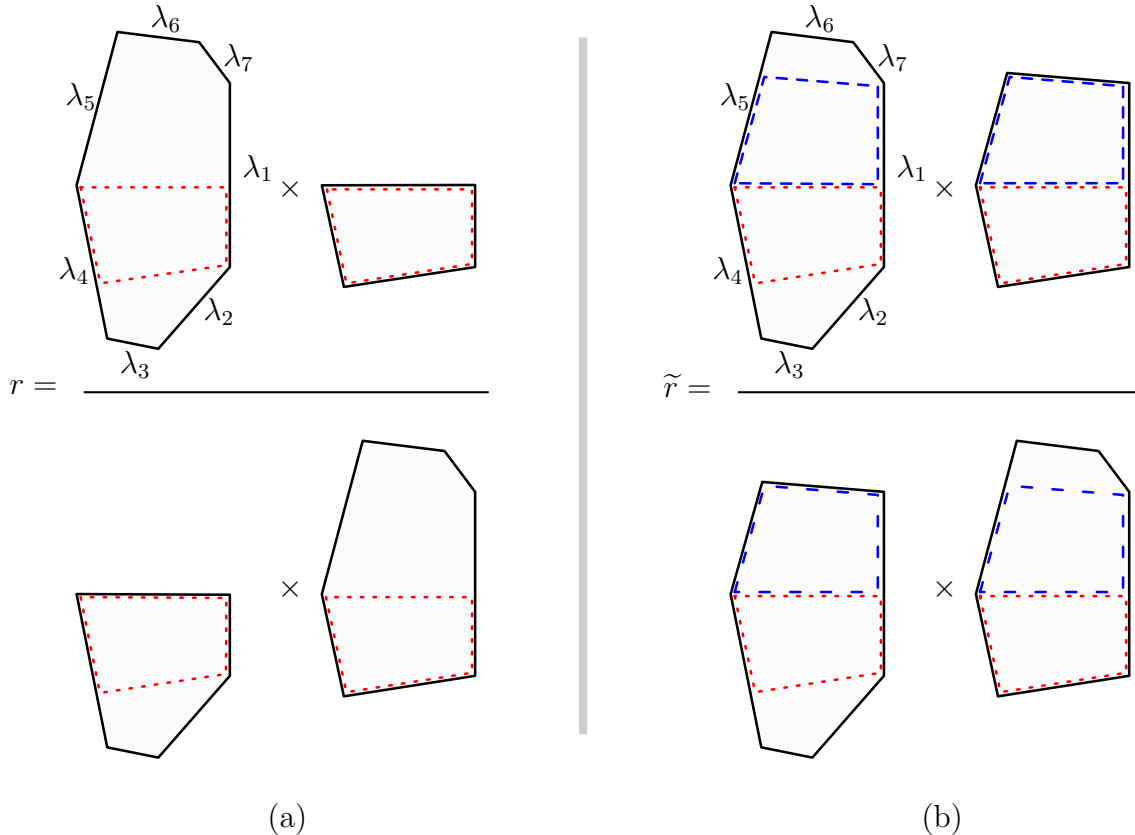 λ₆
λ₇
λ₅
λ₁ ×
λ₄
λ₂
λ₃
r =
×
(a)
λ₆
λ₇
λ₅
λ₁ ×
λ₄
λ₂
λ₃
r̃ =
×
(b)